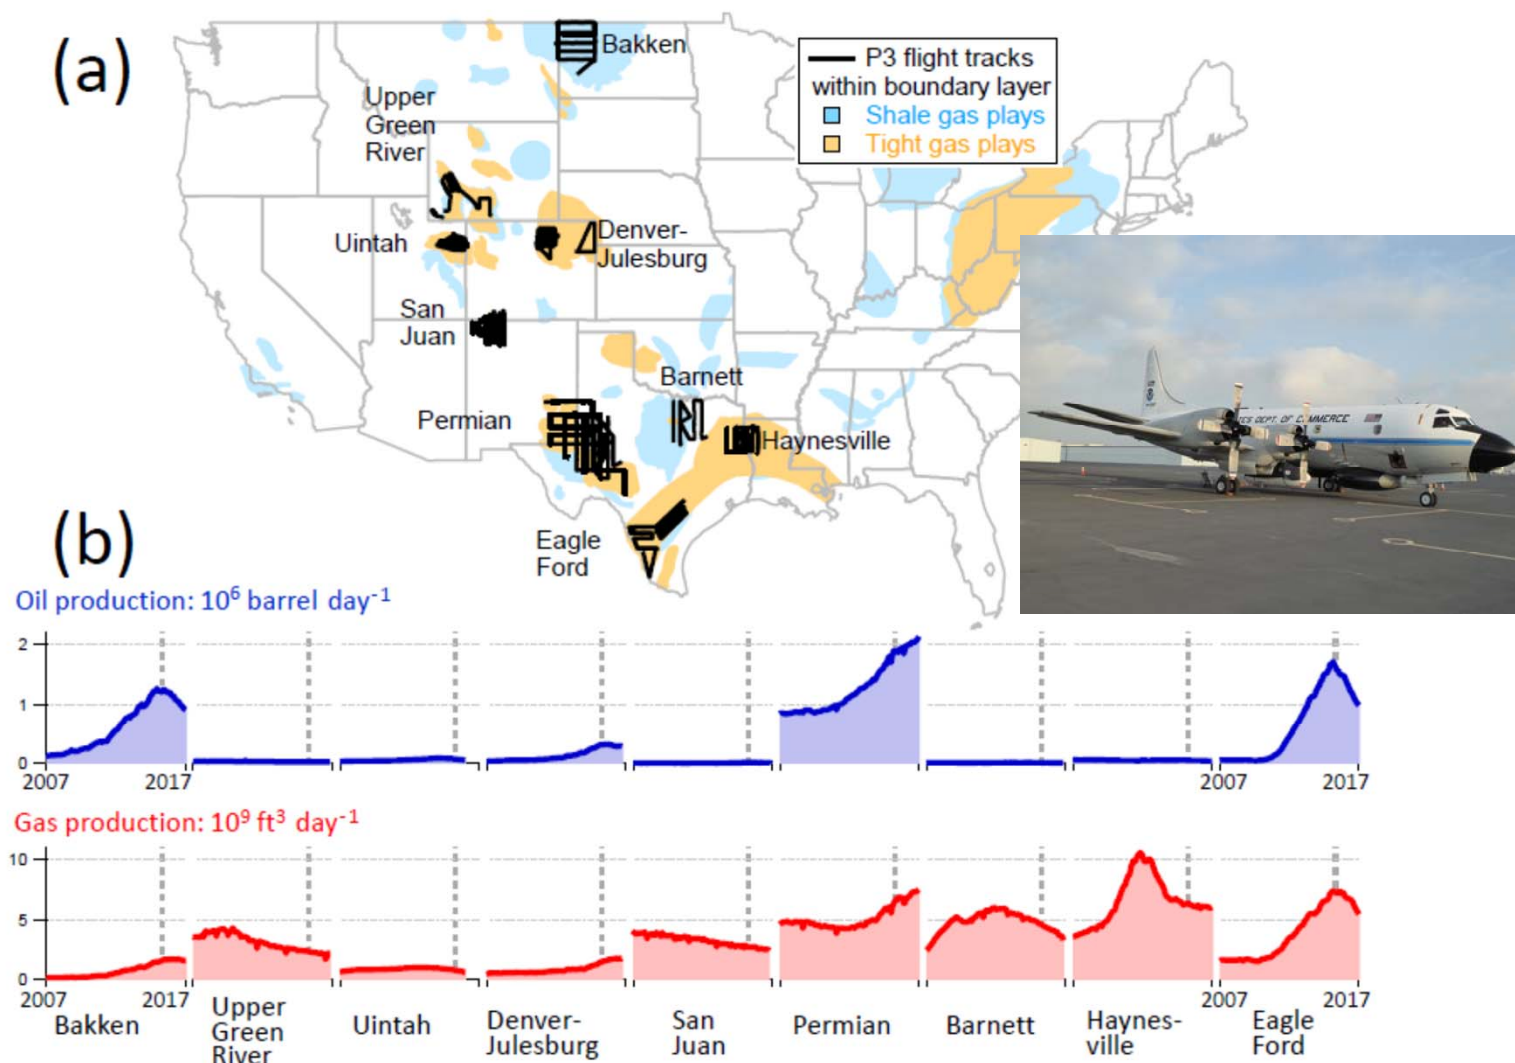 (a)
Bakken
P3 flight tracks
within boundary layer
Shale gas plays
Tight gas plays
Upper
Green
River
Uintah
Denver-
Julesburg
San
Juan
Barnett
Permian
Haynesville
Eagle
Ford
DEPT. OF COMMERCE
(b)
Oil production: 10⁶ barrel day⁻¹
2
1
0
2007
2017
2007
2017
Gas production: 10⁹ ft³ day⁻¹
10
5
0
2007
2017
2007
2017
Bakken
Upper
Green
River
Uintah
Denver-
Julesburg
San
Juan
Permian
Barnett
Haynes-
ville
Eagle
Ford